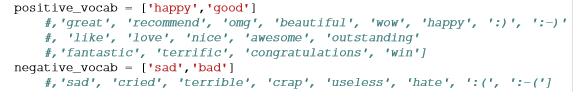 positive_vocab = ['happy','good']
#,'great', 'recommend', 'omg', 'beautiful', 'wow', 'happy', ':)', ':-)'
#, 'like', 'love', 'nice', 'awesome', 'outstanding'
#,'fantastic', 'terrific', 'congratulations', 'win']
negative_vocab = ['sad','bad']
#,'sad', 'cried', 'terrible', 'crap', 'useless', 'hate', ':(', ':-(']